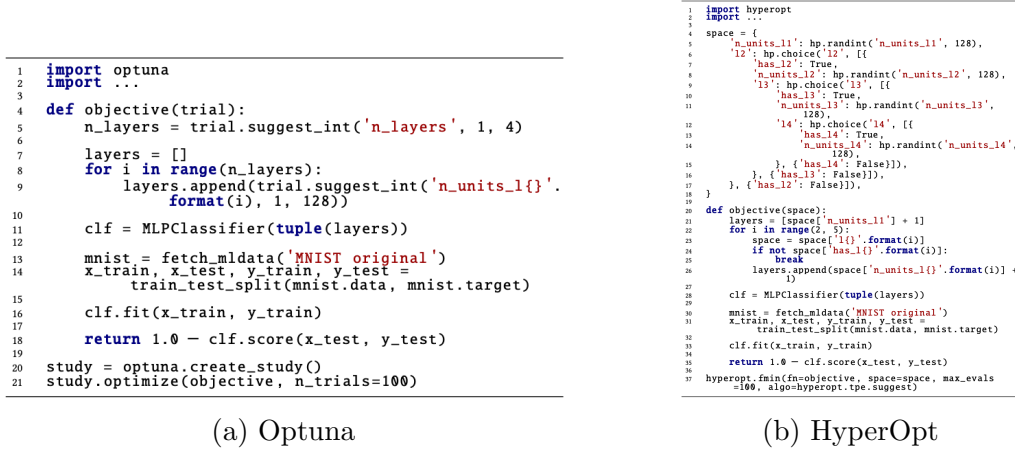 1 import optuna
2 import ...
3
4 def objective(trial):
5 n_layers = trial.suggest_int('n_layers', 1, 4)
6
7 layers = []
8 for i in range(n_layers):
9 layers.append(trial.suggest_int('n_units_l{}'.
format(i), 1, 128))
10
11 clf = MLPClassifier(tuple(layers))
12
13 mnist = fetch_mldata('MNIST original')
14 x_train, x_test, y_train, y_test =
train_test_split(mnist.data, mnist.target)
15
16 clf.fit(x_train, y_train)
17
18 return 1.0 − clf.score(x_test, y_test)
19
20 study = optuna.create_study()
21 study.optimize(objective, n_trials=100)
(a) Optuna
1 import hyperopt
2 import ...
3
4 space = {
5 'n_units_l1': hp.randint('n_units_l1', 128),
6 'l2': hp.choice('l2', [{
7 'has_l2': True,
8 'n_units_l2': hp.randint('n_units_l2', 128),
9 'l3': hp.choice('l3', [{
10 'has_l3': True,
11 'n_units_l3': hp.randint('n_units_l3',
128),
12 'l4': hp.choice('l4', [{
13 'has_l4': True,
14 'n_units_l4': hp.randint('n_units_l4',
128),
15 }, {'has_l4': False}]),
16 }, {'has_l3': False}]),
17 }, {'has_l2': False}]),
18 }
19
20 def objective(space):
21 layers = [space['n_units_l1'] + 1]
22 for i in range(2, 5):
23 space = space['l{}'.format(i)]
24 if not space['has_l{}'.format(i)]:
25 break
26 layers.append(space['n_units_l{}'.format(i)] +
1)
27
28 clf = MLPClassifier(tuple(layers))
29
30 mnist = fetch_mldata('MNIST original')
31 x_train, x_test, y_train, y_test =
train_test_split(mnist.data, mnist.target)
32
33 clf.fit(x_train, y_train)
34
35 return 1.0 − clf.score(x_test, y_test)
36
37 hyperopt.fmin(fn=objective, space=space, max_evals
=100, algo=hyperopt.tpe.suggest)
(b) HyperOpt